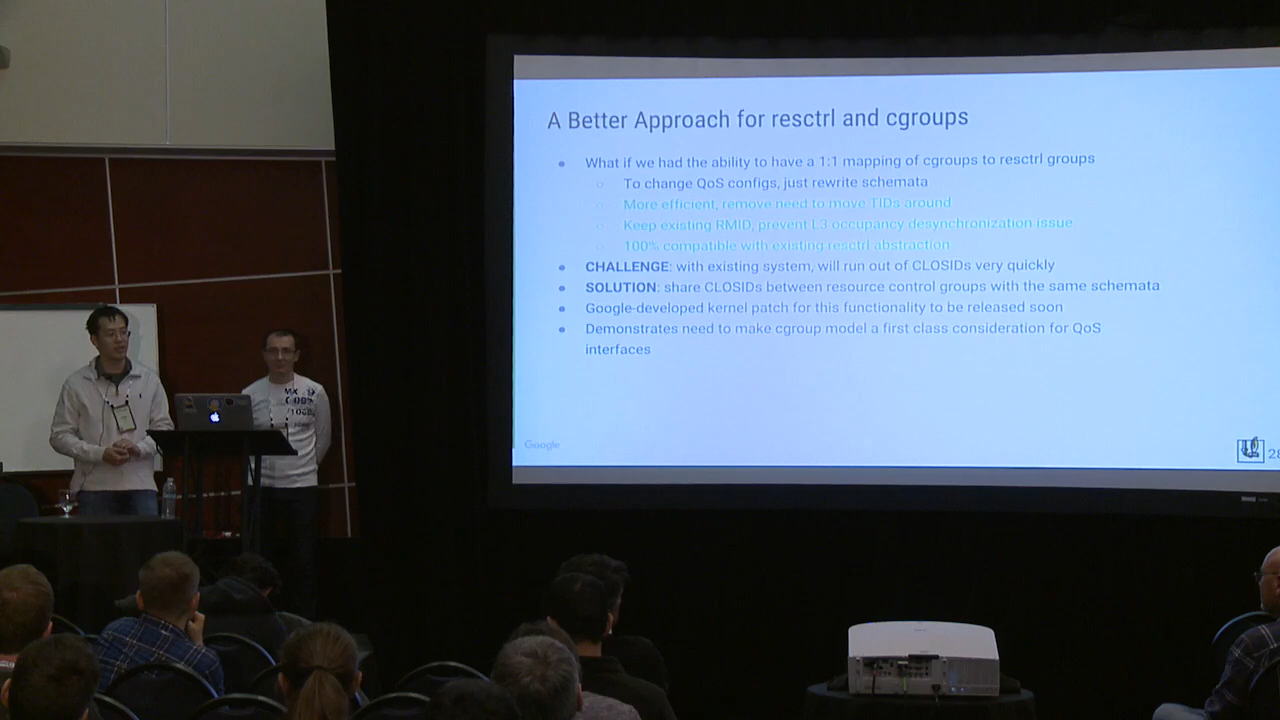 A Better Approach for resctrl and cgroups
What if we had the ability to have a 1:1 mapping of cgroups to resctrl groups
To change QoS configs, just rewrite schemata
More efficient, remove need to move TIDs around
Keep existing RMID, prevent L3 occupancy desynchronization issue
100% compatible with existing resctrl abstraction
CHALLENGE: with existing system, will run out of CLOSIDs very quickly
SOLUTION: share CLOSIDs between resource control groups with the same schemata
Google-developed kernel patch for this functionality to be released soon
Demonstrates need to make cgroup model a first class consideration for QoS
interfaces
Google
28